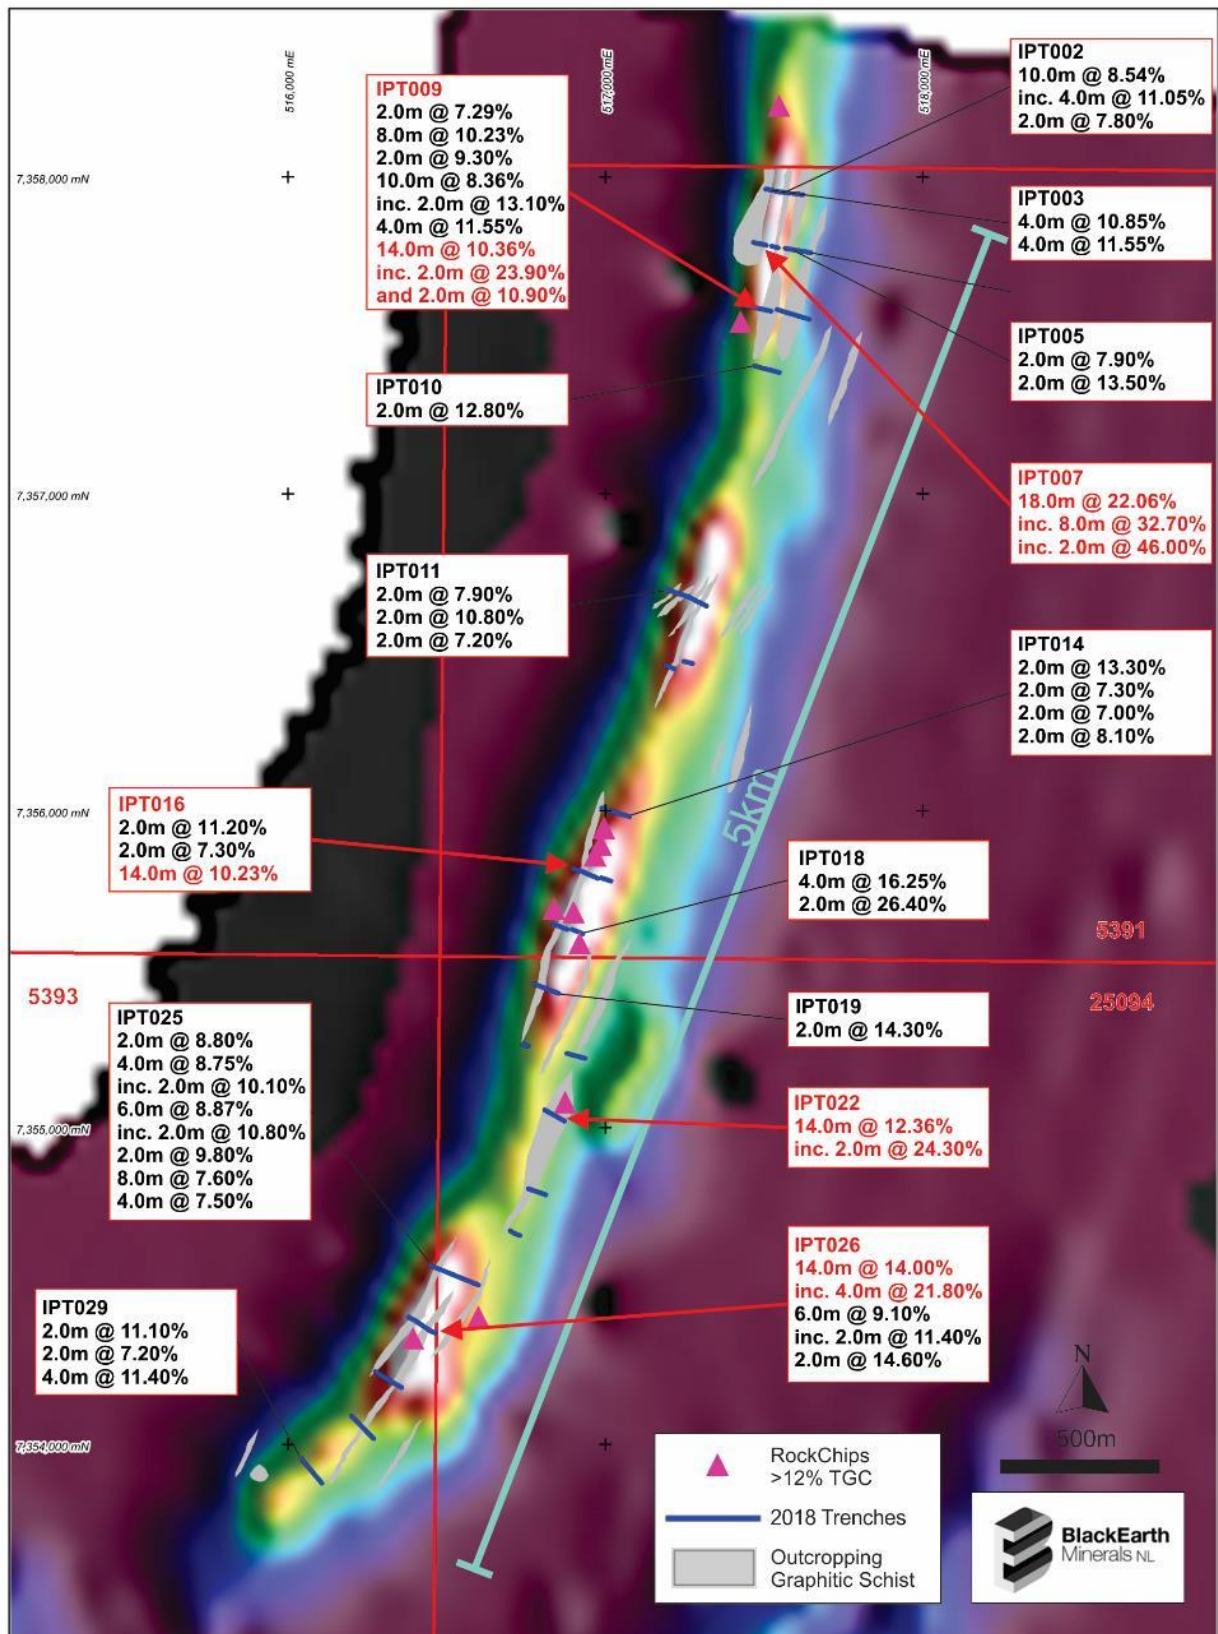 516,000 mE
517,000 mE
518,000 mE
IPT002
10.0m @ 8.54%
inc. 4.0m @ 11.05%
2.0m @ 7.80%
IPT009
2.0m @ 7.29%
8.0m @ 10.23%
2.0m @ 9.30%
10.0m @ 8.36%
inc. 2.0m @ 13.10%
4.0m @ 11.55%
14.0m @ 10.36%
inc. 2.0m @ 23.90%
and 2.0m @ 10.90%
7,358,000 mN
IPT003
4.0m @ 10.85%
4.0m @ 11.55%
IPT005
2.0m @ 7.90%
2.0m @ 13.50%
IPT010
2.0m @ 12.80%
7,357,000 mN
IPT007
18.0m @ 22.06%
inc. 8.0m @ 32.70%
inc. 2.0m @ 46.00%
IPT011
2.0m @ 7.90%
2.0m @ 10.80%
2.0m @ 7.20%
IPT014
2.0m @ 13.30%
2.0m @ 7.30%
2.0m @ 7.00%
2.0m @ 8.10%
5km
7,356,000 mN
IPT016
2.0m @ 11.20%
2.0m @ 7.30%
14.0m @ 10.23%
IPT018
4.0m @ 16.25%
2.0m @ 26.40%
5391
5393
25094
IPT019
2.0m @ 14.30%
IPT025
2.0m @ 8.80%
4.0m @ 8.75%
inc. 2.0m @ 10.10%
6.0m @ 8.87%
inc. 2.0m @ 10.80%
2.0m @ 9.80%
8.0m @ 7.60%
4.0m @ 7.50%
7,355,000 mN
IPT022
14.0m @ 12.36%
inc. 2.0m @ 24.30%
IPT026
14.0m @ 14.00%
inc. 4.0m @ 21.80%
6.0m @ 9.10%
inc. 2.0m @ 11.40%
2.0m @ 14.60%
IPT029
2.0m @ 11.10%
2.0m @ 7.20%
4.0m @ 11.40%
7,354,000 mN
N
500m
RockChips
>12% TGC
2018 Trenches
Outcropping
Graphitic Schist
BlackEarth
Minerals NL